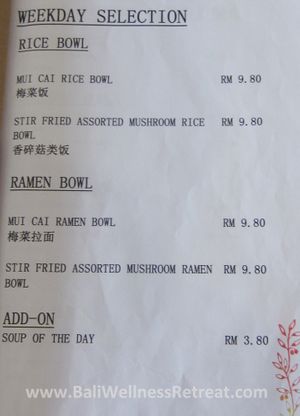 WEEKDAY SELECTION
RICE BOWL
MUI CAI RICE BOWL RM 9.80
梅菜饭
STIR FRIED ASSORTED MUSHROOM RICE RM 9.80
BOWL
香碎菇类饭
RAMEN BOWL
MUI CAI RAMEN BOWL RM 9.80
梅菜拉面
STIR FRIED ASSORTED MUSHROOM RAMEN RM 9.80
BOWL
ADD-ON
SOUP OF THE DAY RM 3.80
www.BaliWellnessRetreat.com